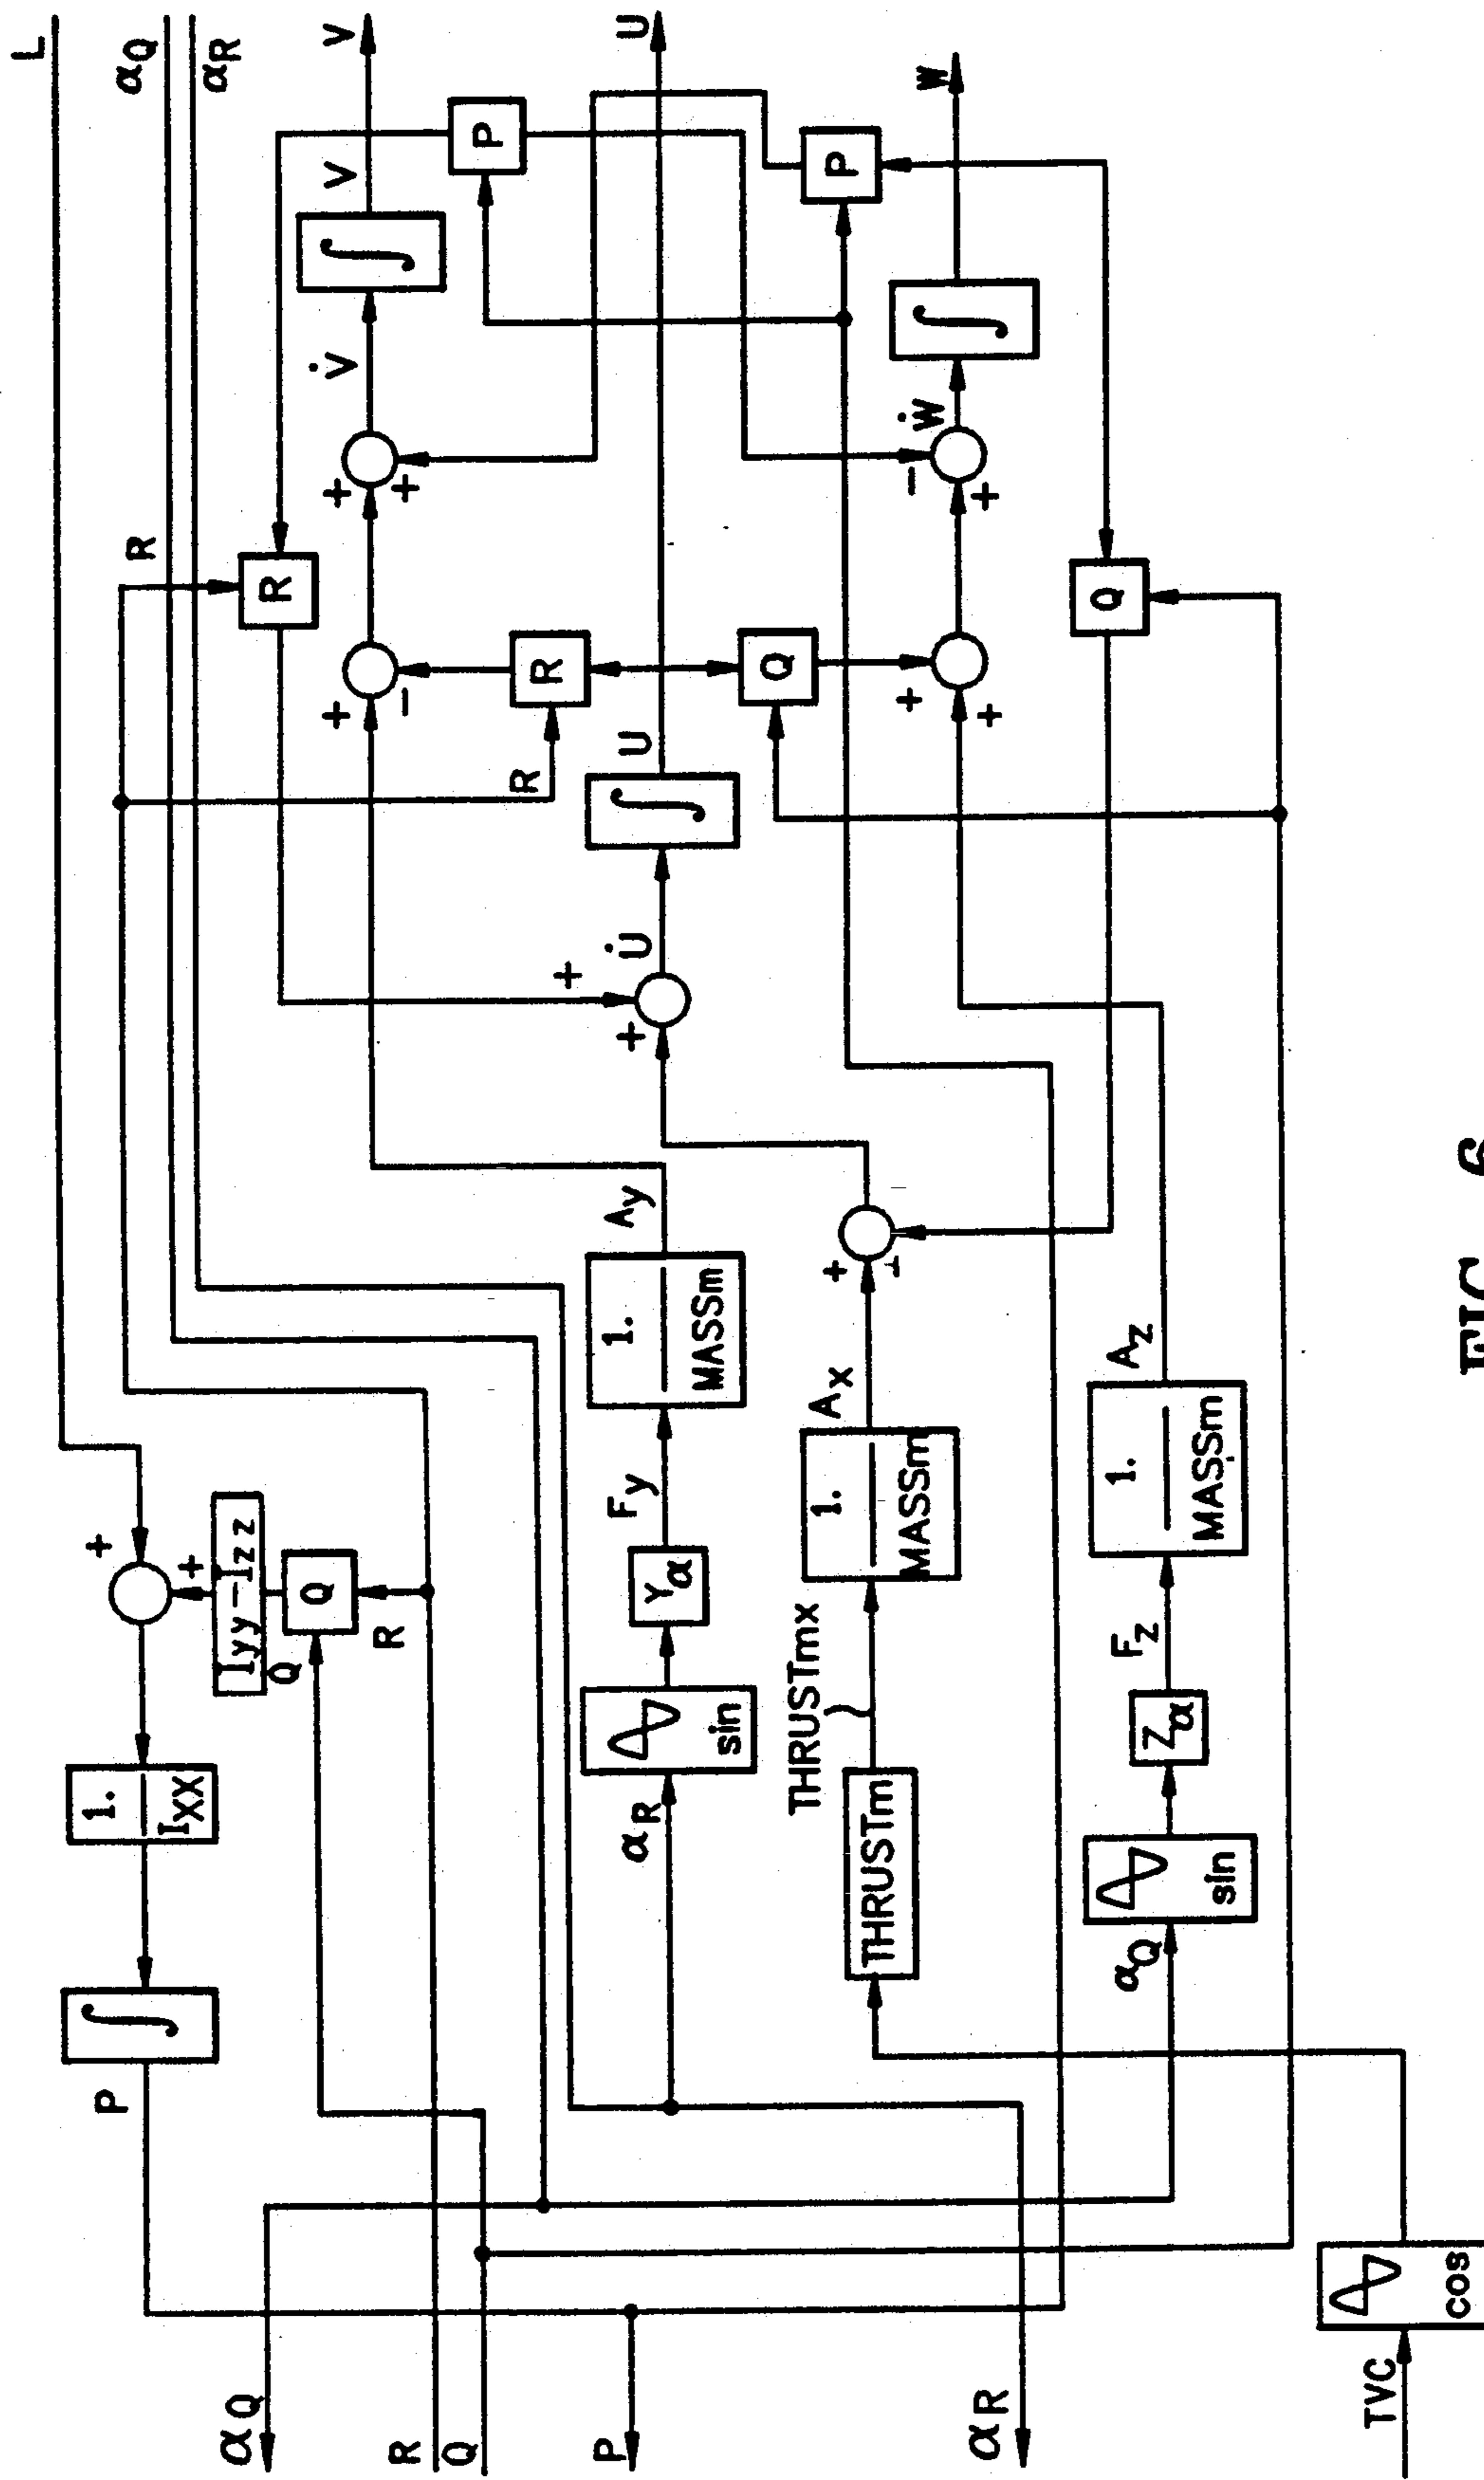 L
αQ
αR
V
U
W
P
P
V
∫
V̇
∫
Ẇ
R
R
+
+
-
+
Q
R
Q
+
-
R
U
∫
+
+
U̇
+
+
Ay
1.
MASSm
+
-
Ax
1.
MASSm
Az
1.
MASSm
Fy
Yα
αR
sin
THRUSTmx
THRUSTm
Fz
Zα
αQ
sin
+
+
Iyy-Izz
Q
Q
R
1.
IXX
∫
P
αQ
R
Q
P
αR
TVC
cos
FIG. 6